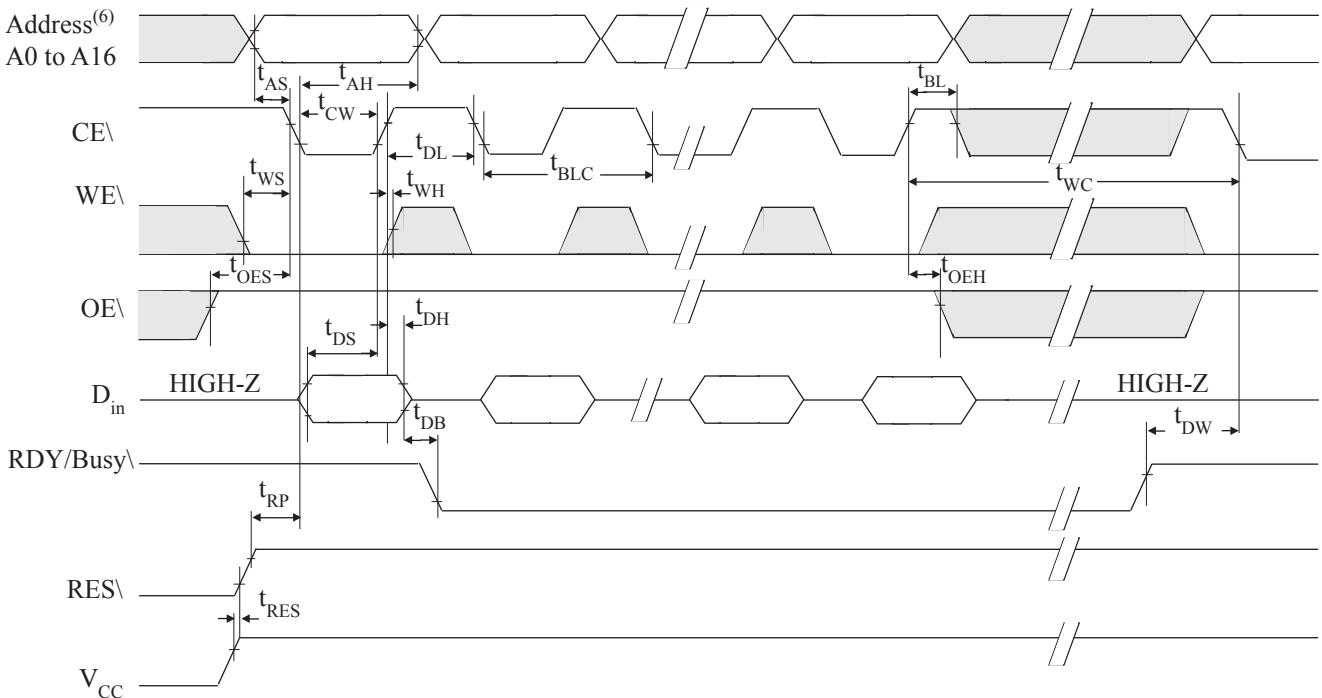 Address(6)
A0 to A16
tAS
tAH
tBL
tCW
CE\
tDL
tBLC
tWS
tWH
tWC
WE\
tOES
tOEH
OE\
tDH
tDS
HIGH-Z
HIGH-Z
Din
tDB
tDW
RDY/Busy\
tRP
RES\
tRES
VCC